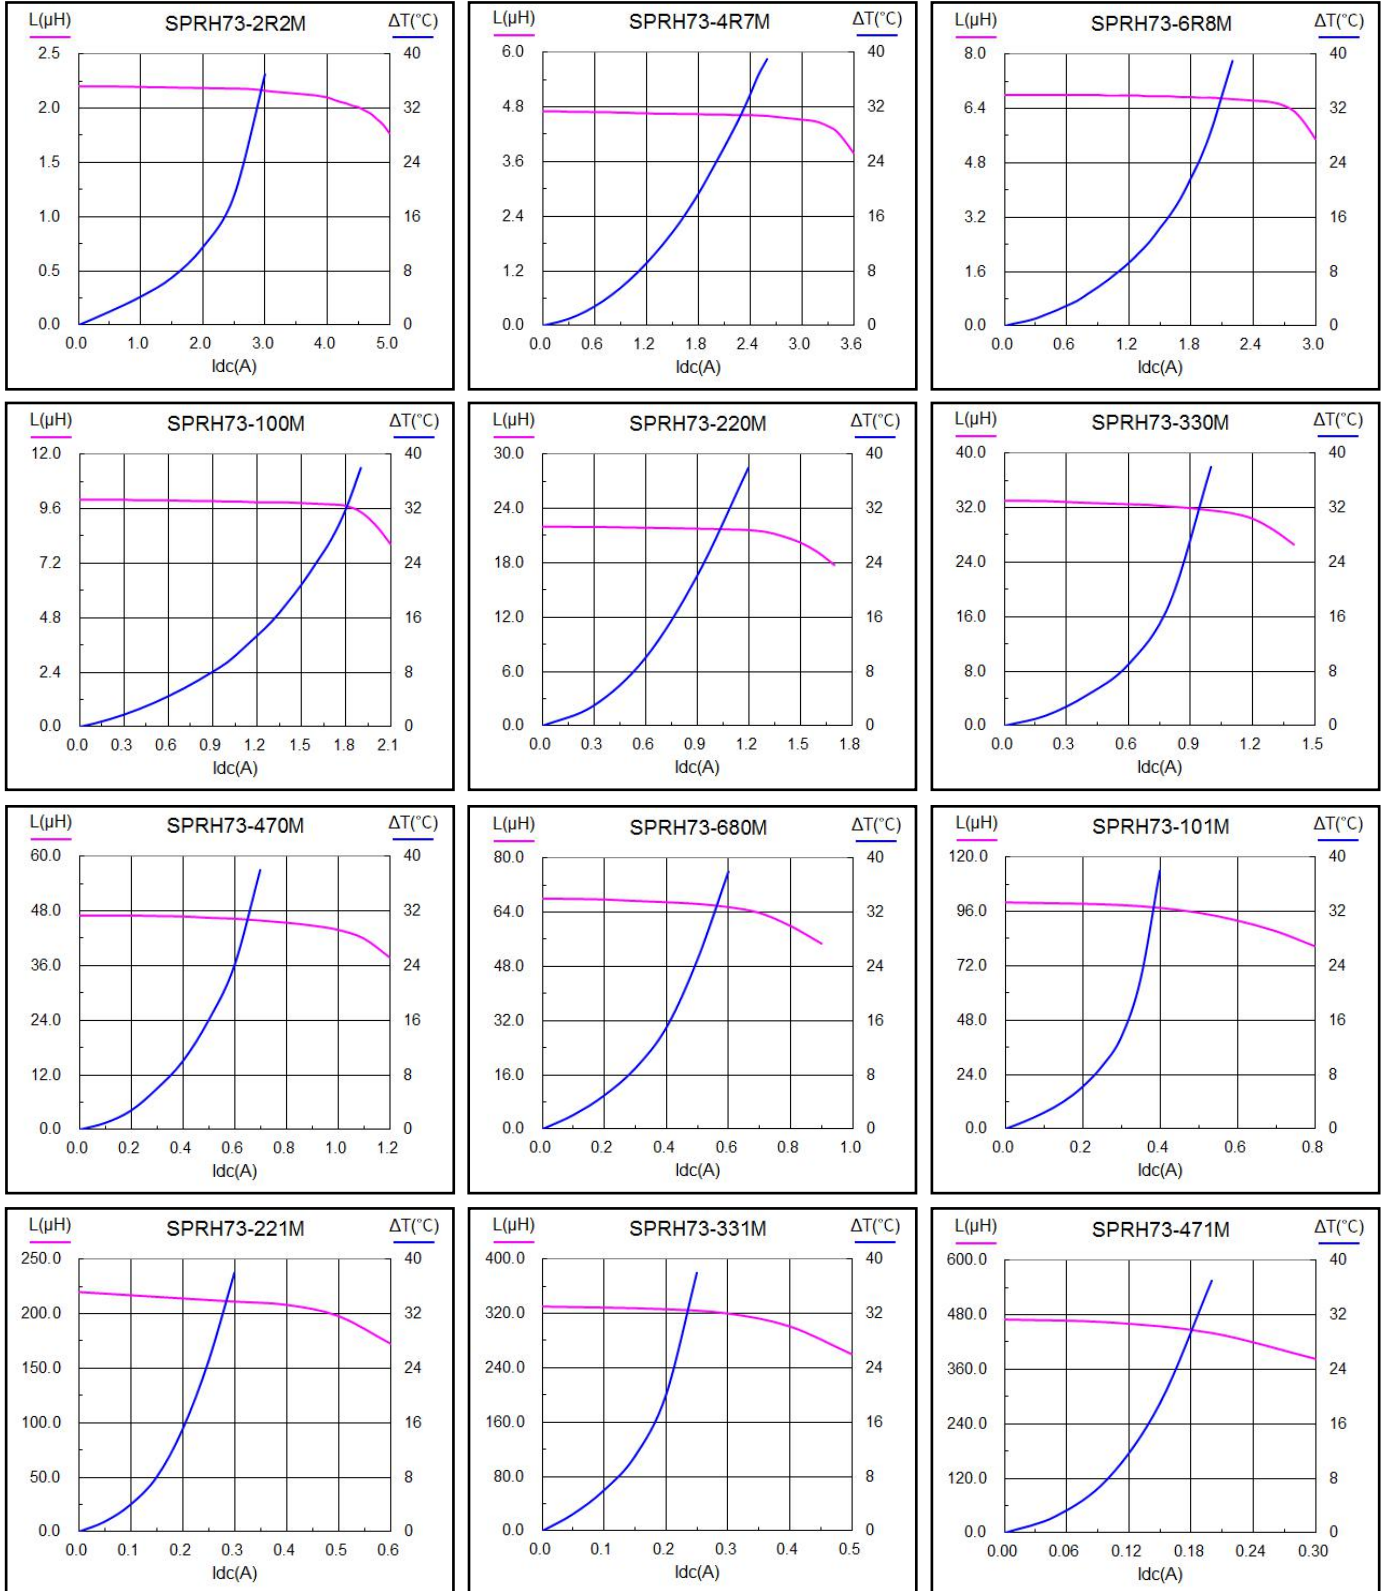 L(μH) SPRH73-2R2M ΔT(°C)
2.5 40
2.0 32
1.5 24
1.0 16
0.5 8
0.0 0
0.0 1.0 2.0 3.0 4.0 5.0
Idc(A)
L(μH) SPRH73-4R7M ΔT(°C)
6.0 40
4.8 32
3.6 24
2.4 16
1.2 8
0.0 0
0.0 0.6 1.2 1.8 2.4 3.0 3.6
Idc(A)
L(μH) SPRH73-6R8M ΔT(°C)
8.0 40
6.4 32
4.8 24
3.2 16
1.6 8
0.0 0
0.0 0.6 1.2 1.8 2.4 3.0
Idc(A)
L(μH) SPRH73-100M ΔT(°C)
12.0 40
9.6 32
7.2 24
4.8 16
2.4 8
0.0 0
0.0 0.3 0.6 0.9 1.2 1.5 1.8 2.1
Idc(A)
L(μH) SPRH73-220M ΔT(°C)
30.0 40
24.0 32
18.0 24
12.0 16
6.0 8
0.0 0
0.0 0.3 0.6 0.9 1.2 1.5 1.8
Idc(A)
L(μH) SPRH73-330M ΔT(°C)
40.0 40
32.0 32
24.0 24
16.0 16
8.0 8
0.0 0
0.0 0.3 0.6 0.9 1.2 1.5
Idc(A)
L(μH) SPRH73-470M ΔT(°C)
60.0 40
48.0 32
36.0 24
24.0 16
12.0 8
0.0 0
0.0 0.2 0.4 0.6 0.8 1.0 1.2
Idc(A)
L(μH) SPRH73-680M ΔT(°C)
80.0 40
64.0 32
48.0 24
32.0 16
16.0 8
0.0 0
0.0 0.2 0.4 0.6 0.8 1.0
Idc(A)
L(μH) SPRH73-101M ΔT(°C)
120.0 40
96.0 32
72.0 24
48.0 16
24.0 8
0.0 0
0.0 0.2 0.4 0.6 0.8
Idc(A)
L(μH) SPRH73-221M ΔT(°C)
250.0 40
200.0 32
150.0 24
100.0 16
50.0 8
0.0 0
0.0 0.1 0.2 0.3 0.4 0.5 0.6
Idc(A)
L(μH) SPRH73-331M ΔT(°C)
400.0 40
320.0 32
240.0 24
160.0 16
80.0 8
0.0 0
0.0 0.1 0.2 0.3 0.4 0.5
Idc(A)
L(μH) SPRH73-471M ΔT(°C)
600.0 40
480.0 32
360.0 24
240.0 16
120.0 8
0.0 0
0.00 0.06 0.12 0.18 0.24 0.30
Idc(A)